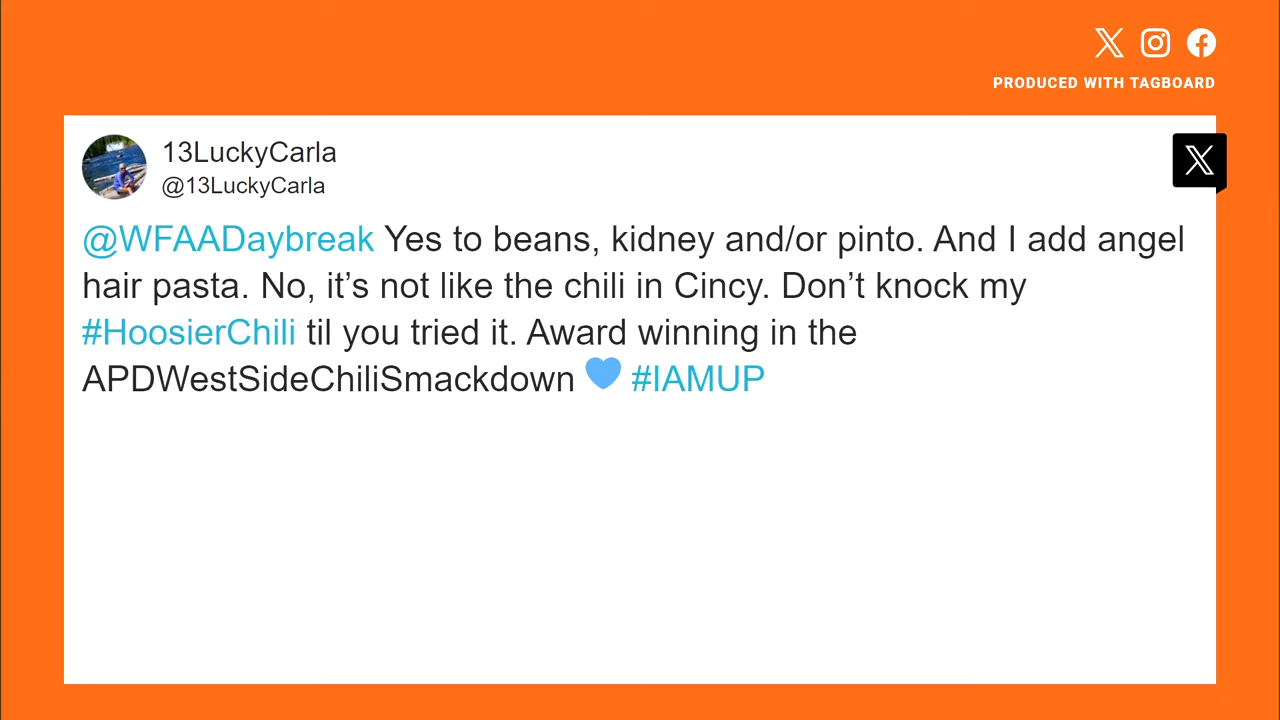 PRODUCED WITH TAGBOARD
13LuckyCarla
@13LuckyCarla
@WFAADaybreak Yes to beans, kidney and/or pinto. And I add angel
hair pasta. No, it’s not like the chili in Cincy. Don’t knock my
#HoosierChili til you tried it. Award winning in the
APDWestSideChiliSmackdown 💙 #IAMUP